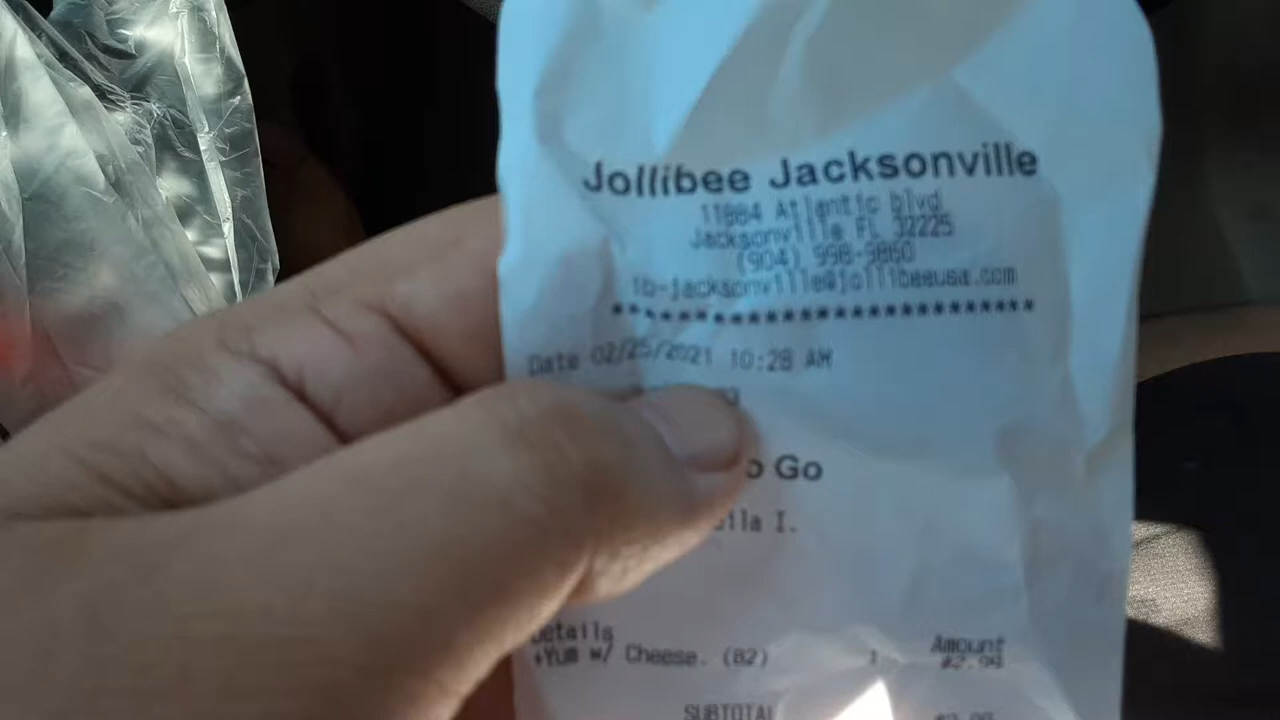 Jollibee Jacksonville
11884 Atlantic blvd
Jacksonville FL 32225
(904) 998-9860
jb-jacksonville@jollibeeusa.com
*****************************
Date 02/25/2021 10:28 AM
o Go
I.
Details Amount
+Yum w/ Cheese. (82) 1 $2.99
SUBTOTAL